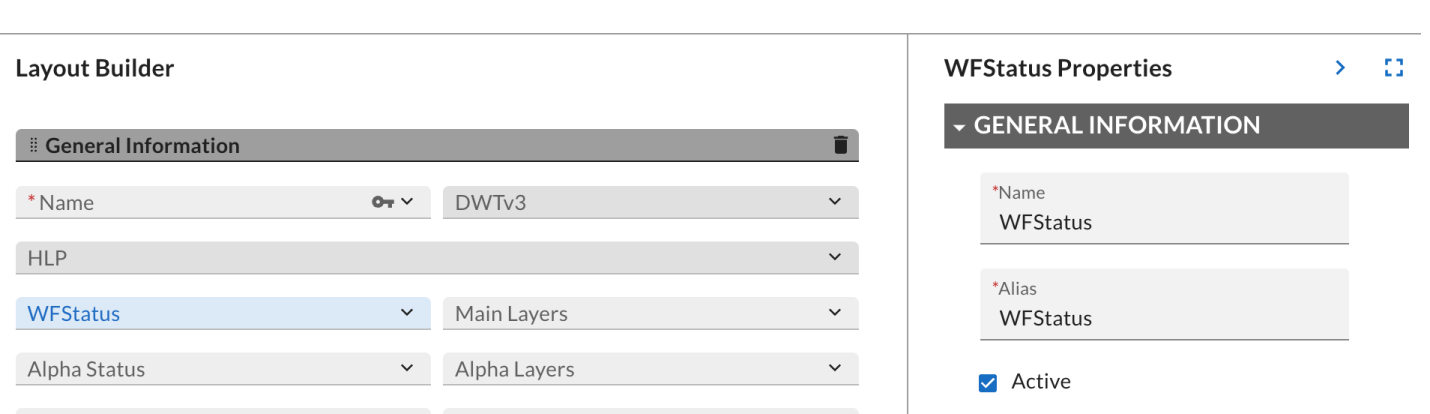 Layout Builder
General Information
* Name
DWTv3
HLP
WFStatus
Main Layers
Alpha Status
Alpha Layers
WFStatus Properties
GENERAL INFORMATION
*Name
WFStatus
*Alias
WFStatus
Active